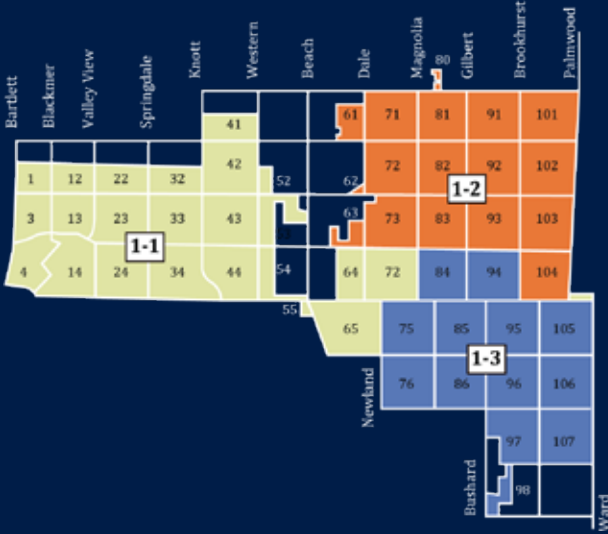 Bartlett
Blackmer
Valley View
Springdale
Knott
Western
Beach
Dale
Magnolia
Gilbert
Brookhurst
Palmwood
80
41 61 71 81 91 101
1 12 22 32 42 52 62 72 82 92 102
1-2
3 13 23 33 43 63 73 83 93 103
1-1
4 14 24 34 44 54 64 72 84 94 104
55
65 75 85 95 105
1-3
Newland
76 86 96 106
97 107
Bushard
98
Ward